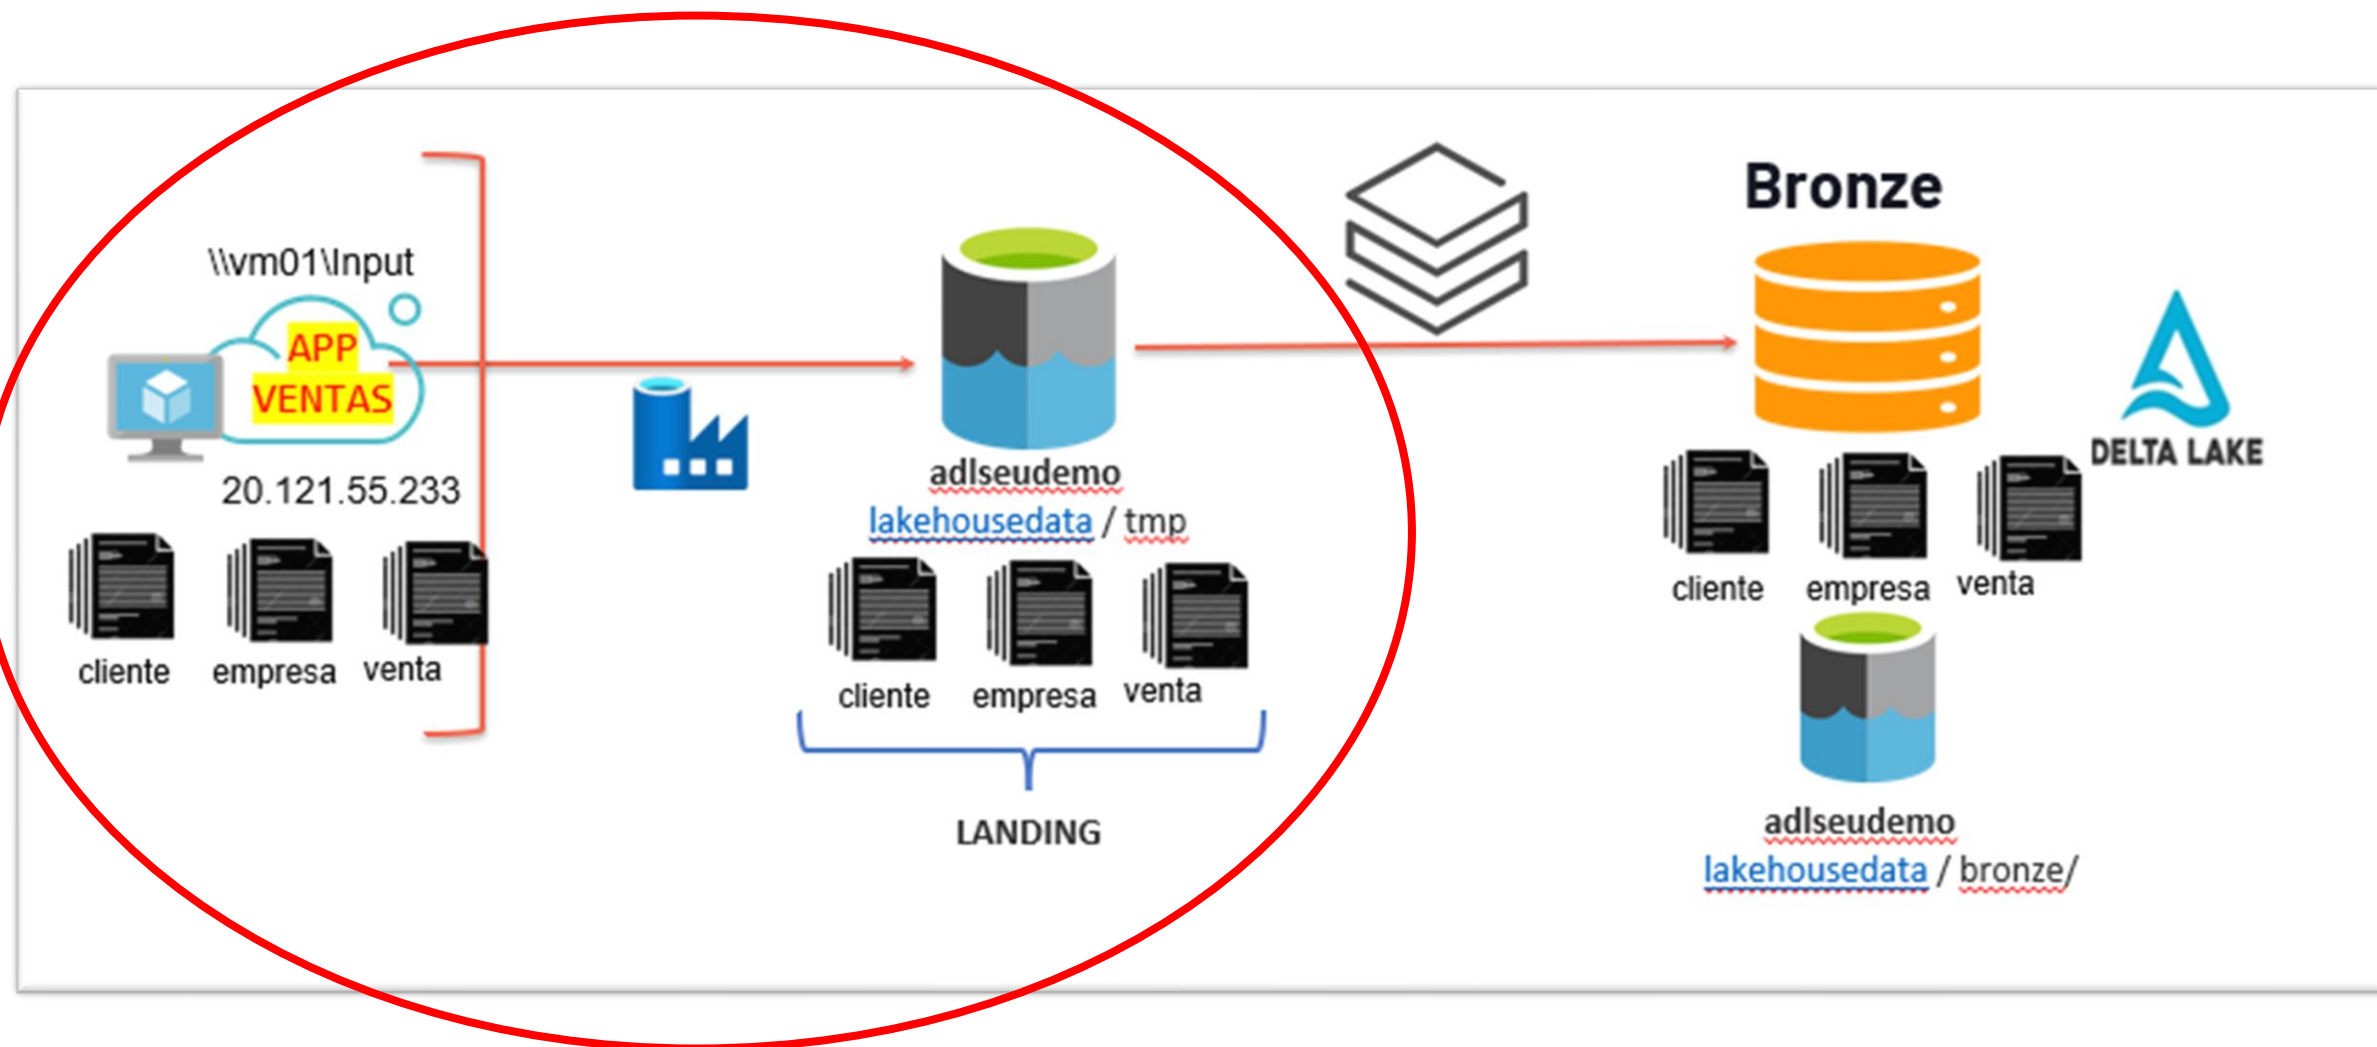 \\vm01\Input
APP
VENTAS
20.121.55.233
cliente
empresa
venta
adlseudemo
lakehousedata / tmp
cliente
empresa
venta
LANDING
Bronze
DELTA LAKE
cliente
empresa
venta
adlseudemo
lakehousedata / bronze/